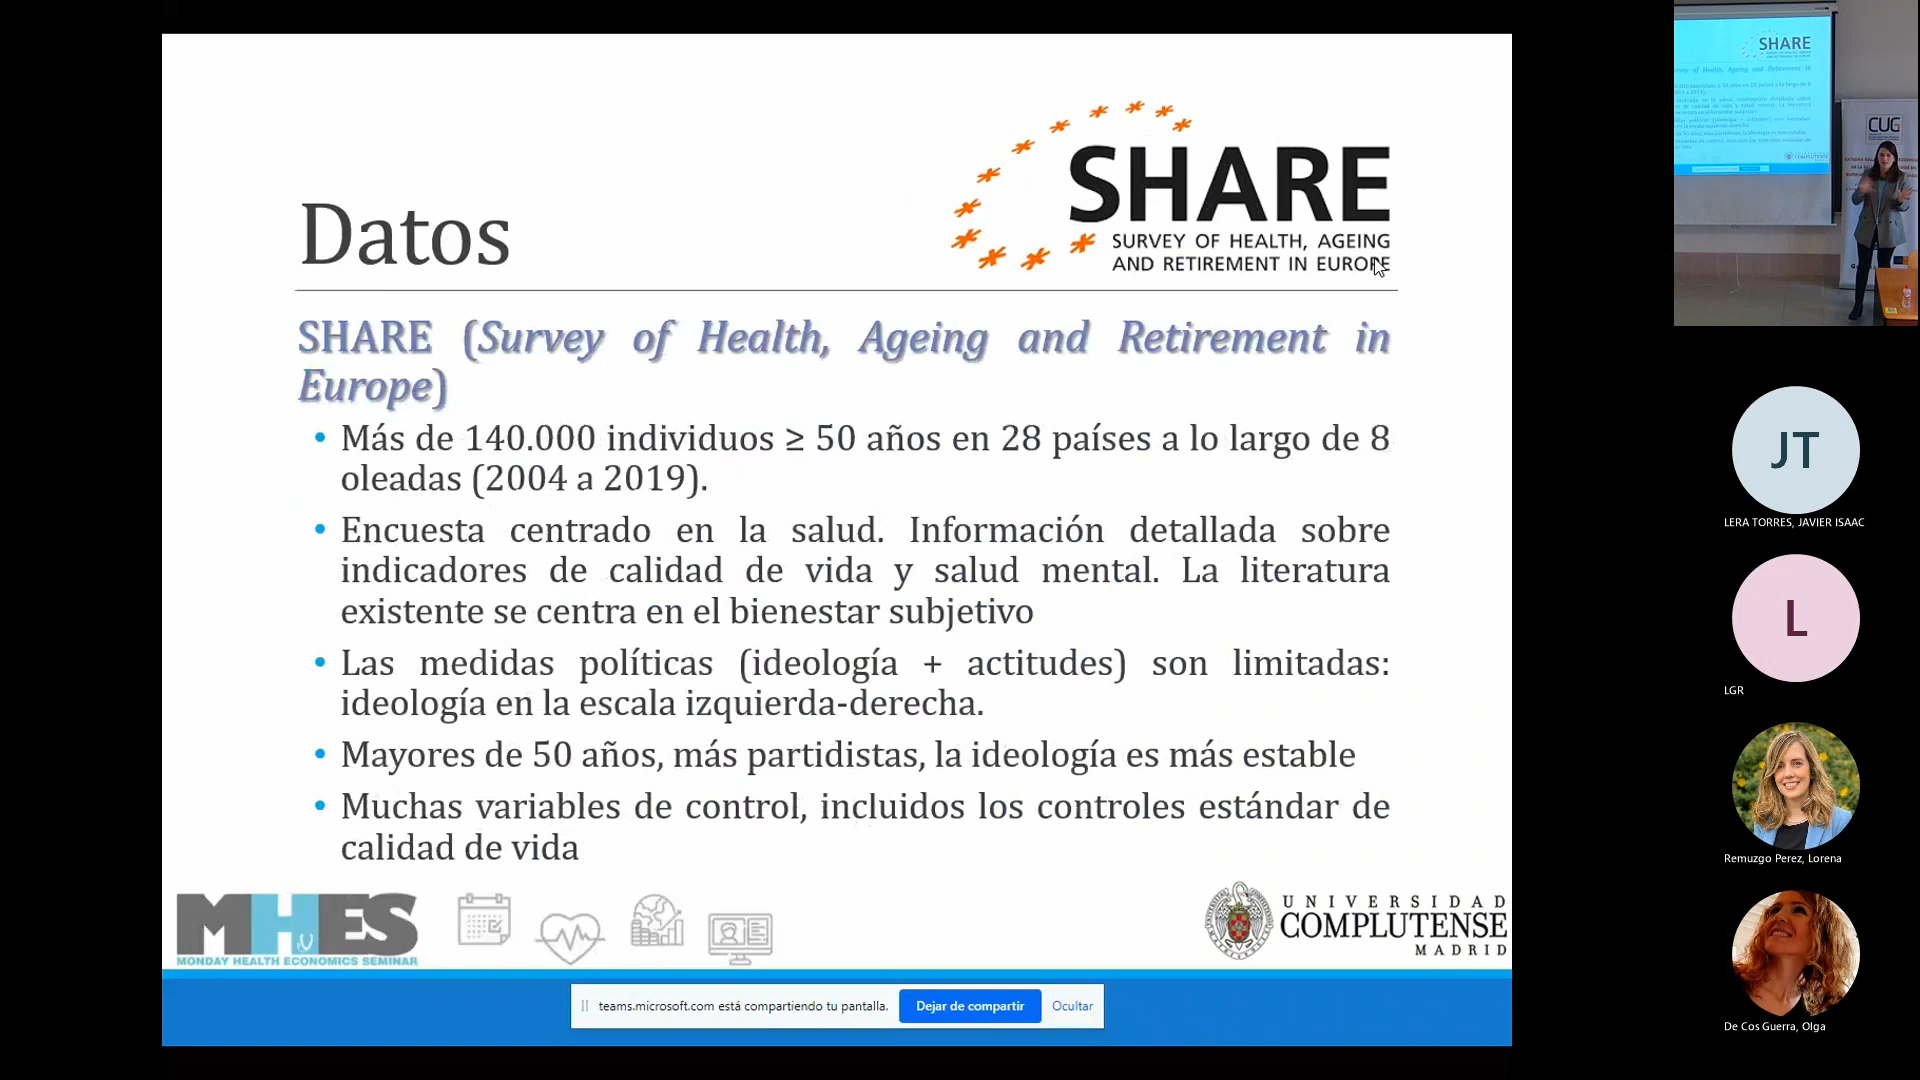 Datos
SHARE
SURVEY OF HEALTH, AGEING
AND RETIREMENT IN EUROPE
SHARE (Survey of Health, Ageing and Retirement in
Europe)
• Más de 140.000 individuos ≥ 50 años en 28 países a lo largo de 8
oleadas (2004 a 2019).
• Encuesta centrado en la salud. Información detallada sobre
indicadores de calidad de vida y salud mental. La literatura
existente se centra en el bienestar subjetivo
• Las medidas políticas (ideología + actitudes) son limitadas:
ideología en la escala izquierda-derecha.
• Mayores de 50 años, más partidistas, la ideología es más estable
• Muchas variables de control, incluidos los controles estándar de
calidad de vida
MHES
MONDAY HEALTH ECONOMICS SEMINAR
UNIVERSIDAD
COMPLUTENSE
MADRID
teams.microsoft.com está compartiendo tu pantalla.
Dejar de compartir
Ocultar
SHARE
CUG
JT
LERA TORRES, JAVIER ISAAC
L
LGR
Remuzgo Perez, Lorena
De Cos Guerra, Olga